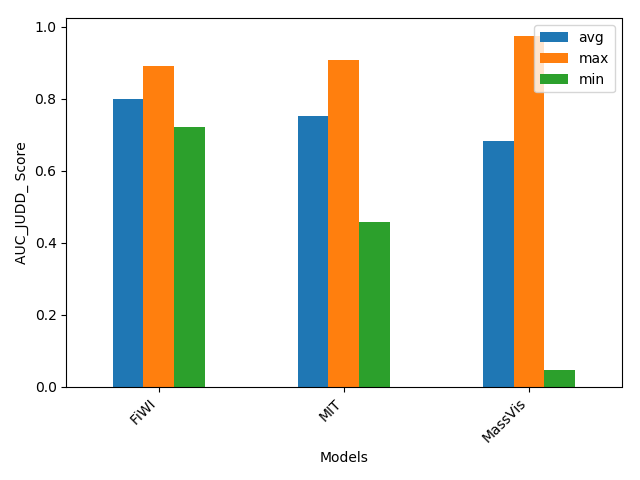 1.0
0.8
0.6
0.4
0.2
0.0
AUC_JUDD_ Score
avg
max
min
FiWI
MIT
MassVis
Models